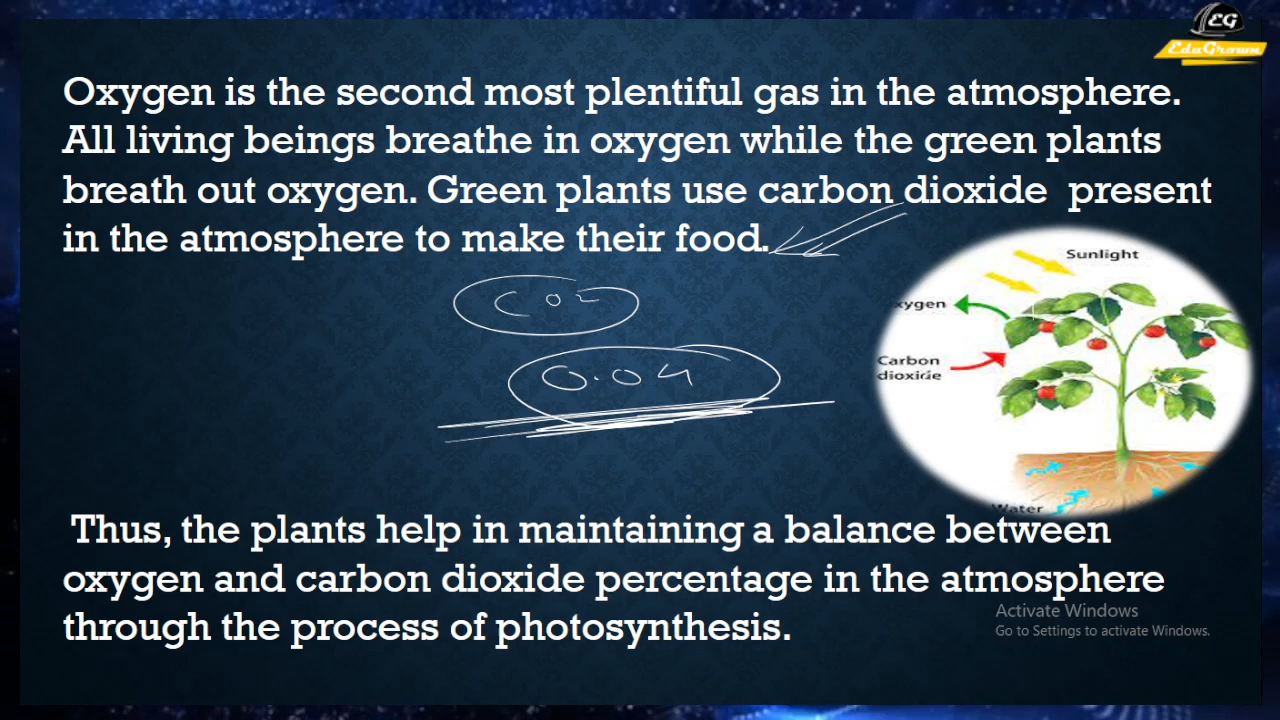 EG
EduGrown
Oxygen is the second most plentiful gas in the atmosphere.
All living beings breathe in oxygen while the green plants
breath out oxygen. Green plants use carbon dioxide present
in the atmosphere to make their food.
Sunlight
xygen
Carbon
dioxide
CO2
0.04
Water
Thus, the plants help in maintaining a balance between
oxygen and carbon dioxide percentage in the atmosphere
through the process of photosynthesis.
Activate Windows
Go to Settings to activate Windows.